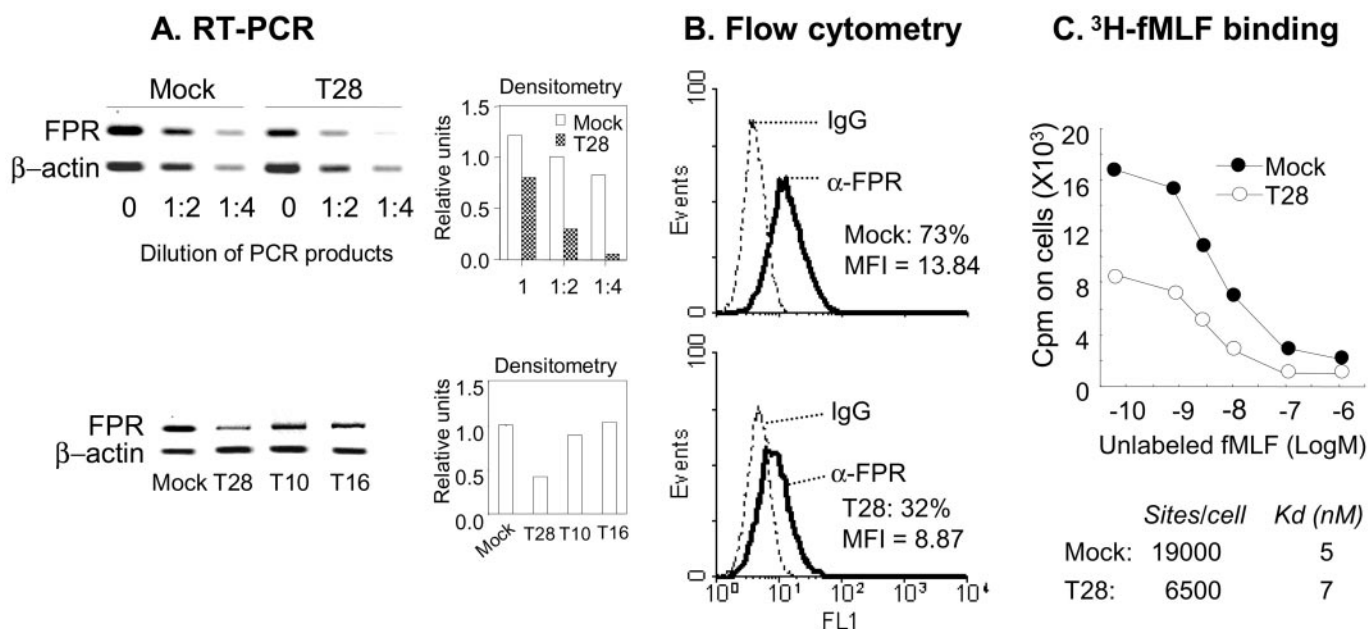 A. RT-PCR
Mock T28
FPR
β–actin
0 1:2 1:4 0 1:2 1:4
Dilution of PCR products
Densitometry
1.5
1.0
0.5
0.0
Relative units
Mock
T28
1 1:2 1:4
FPR
β–actin
Mock T28 T10 T16
Densitometry
1.5
1.0
0.5
0.0
Relative units
Mock T28 T10 T16
B. Flow cytometry
100
0
Events
IgG
α-FPR
Mock: 73%
MFI = 13.84
10⁰ 10¹ 10² 10³ 10⁴
100
0
Events
IgG
α-FPR
T28: 32%
MFI = 8.87
10⁰ 10¹ 10² 10³ 10⁴
FL1
C. ³H-fMLF binding
Cpm on cells (X10³)
20
16
12
8
4
0
Mock
T28
-10 -9 -8 -7 -6
Unlabeled fMLF (LogM)
Sites/cell Kd (nM)
Mock: 19000 5
T28: 6500 7